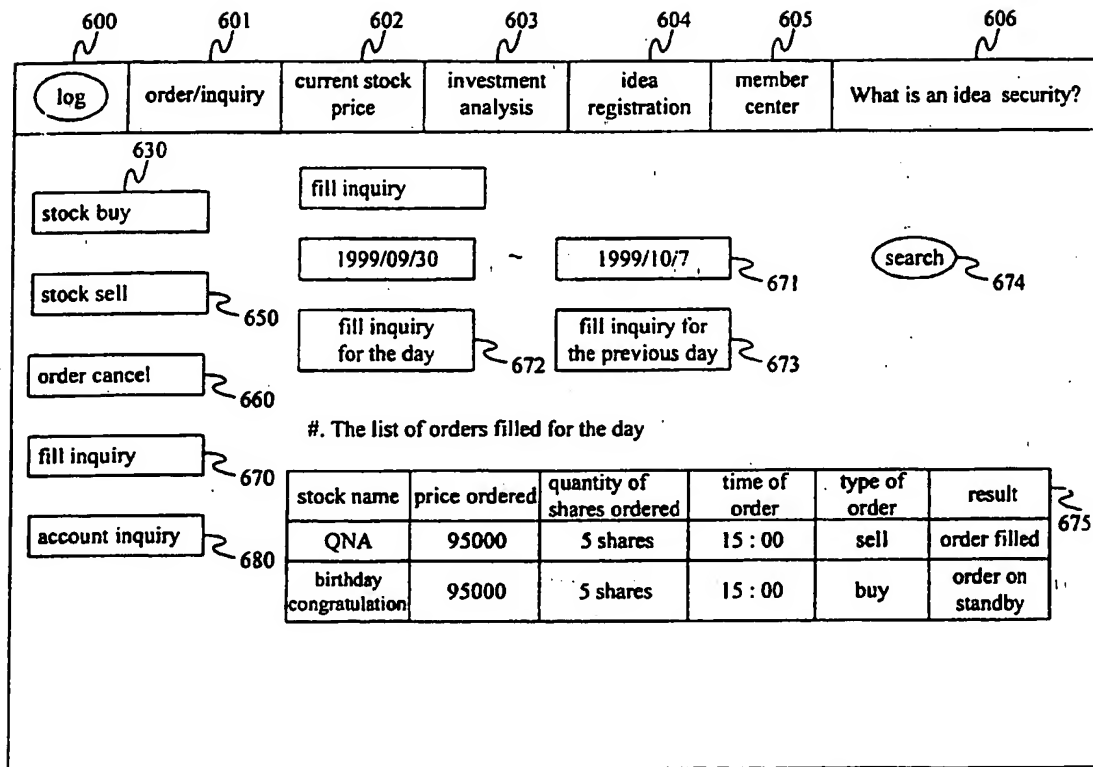 600
601
602
603
604
605
606
log
order/inquiry
current stock
price
investment
analysis
idea
registration
member
center
What is an idea security?
630
stock buy
fill inquiry
1999/09/30
~
1999/10/7
671
search
674
stock sell
650
fill inquiry
for the day
672
fill inquiry for
the previous day
673
order cancel
660
#. The list of orders filled for the day
fill inquiry
670
stock name
price ordered
quantity of
shares ordered
time of
order
type of
order
result
675
QNA
95000
5 shares
15 : 00
sell
order filled
account inquiry
680
birthday
congratulation
95000
5 shares
15 : 00
buy
order on
standby